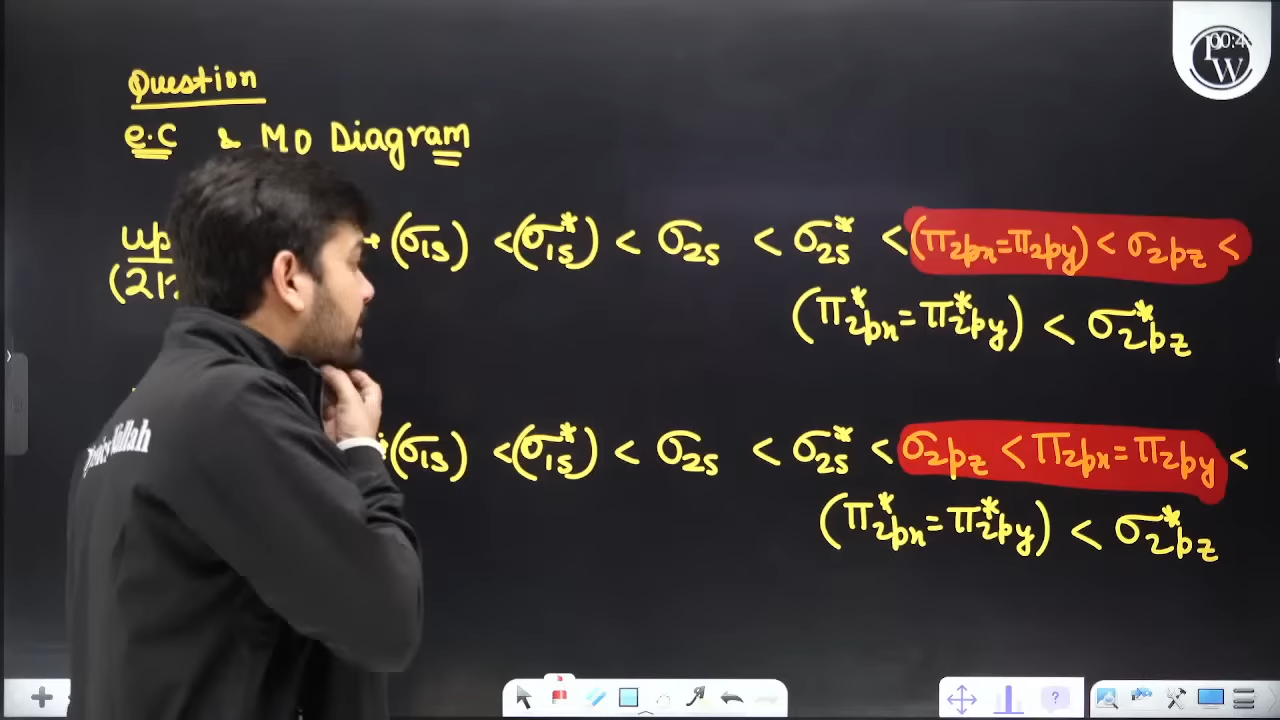 Question
e.C & MO Diagram
(σ1s) < (σ*1s) < σ2s < σ*2s < (π2px = π2py) < σ2pz <
(π*2px = π*2py) < σ*2pz
(σ1s) < (σ*1s) < σ2s < σ*2s < σ2pz < π2px = π2py <
(π*2px = π*2py) < σ*2pz
PW